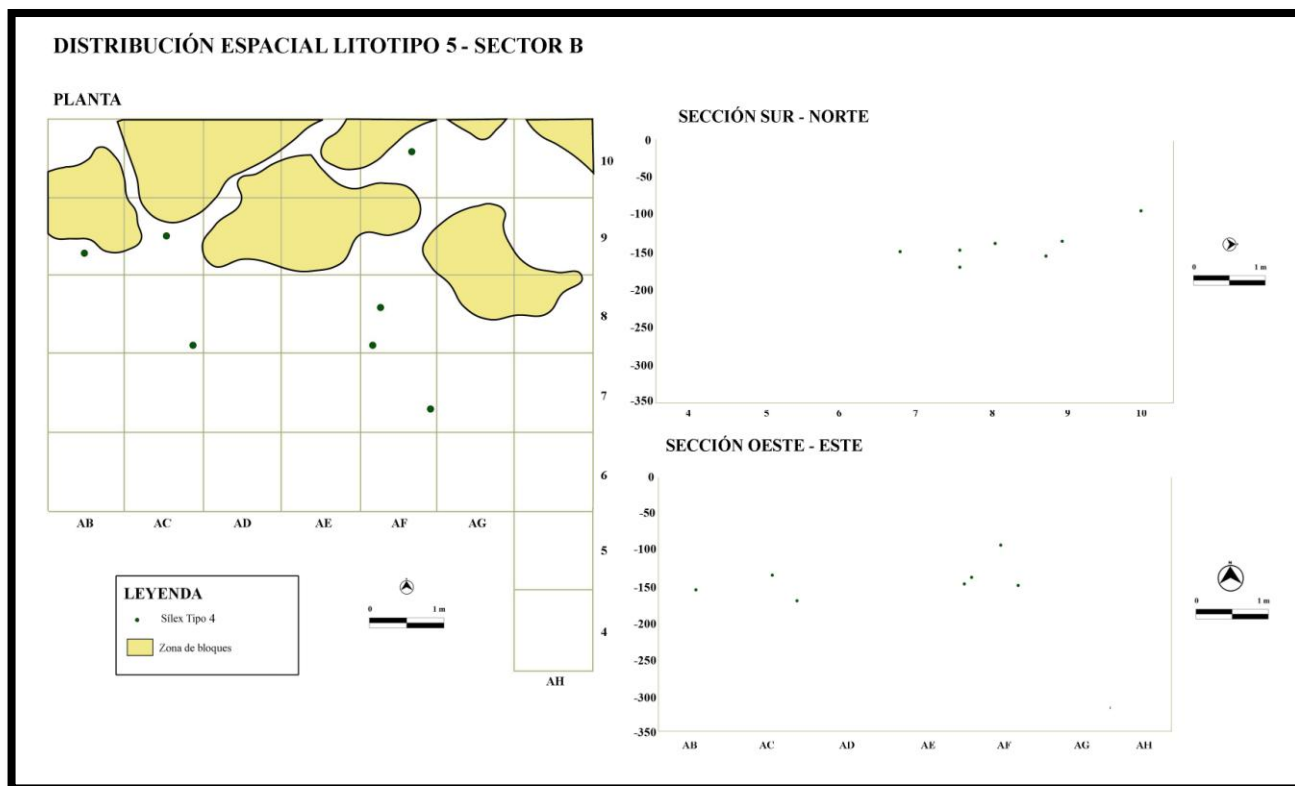 DISTRIBUCIÓN ESPACIAL LITOTIPO 5 - SECTOR B
PLANTA
10
9
8
7
6
5
4
AB AC AD AE AF AG
AH
LEYENDA
Sílex Tipo 4
Zona de bloques
0 1 m
SECCIÓN SUR - NORTE
0
-50
-100
-150
-200
-250
-300
-350
4 5 6 7 8 9 10
0 1 m
SECCIÓN OESTE - ESTE
0
-50
-100
-150
-200
-250
-300
-350
AB AC AD AE AF AG AH
0 1 m